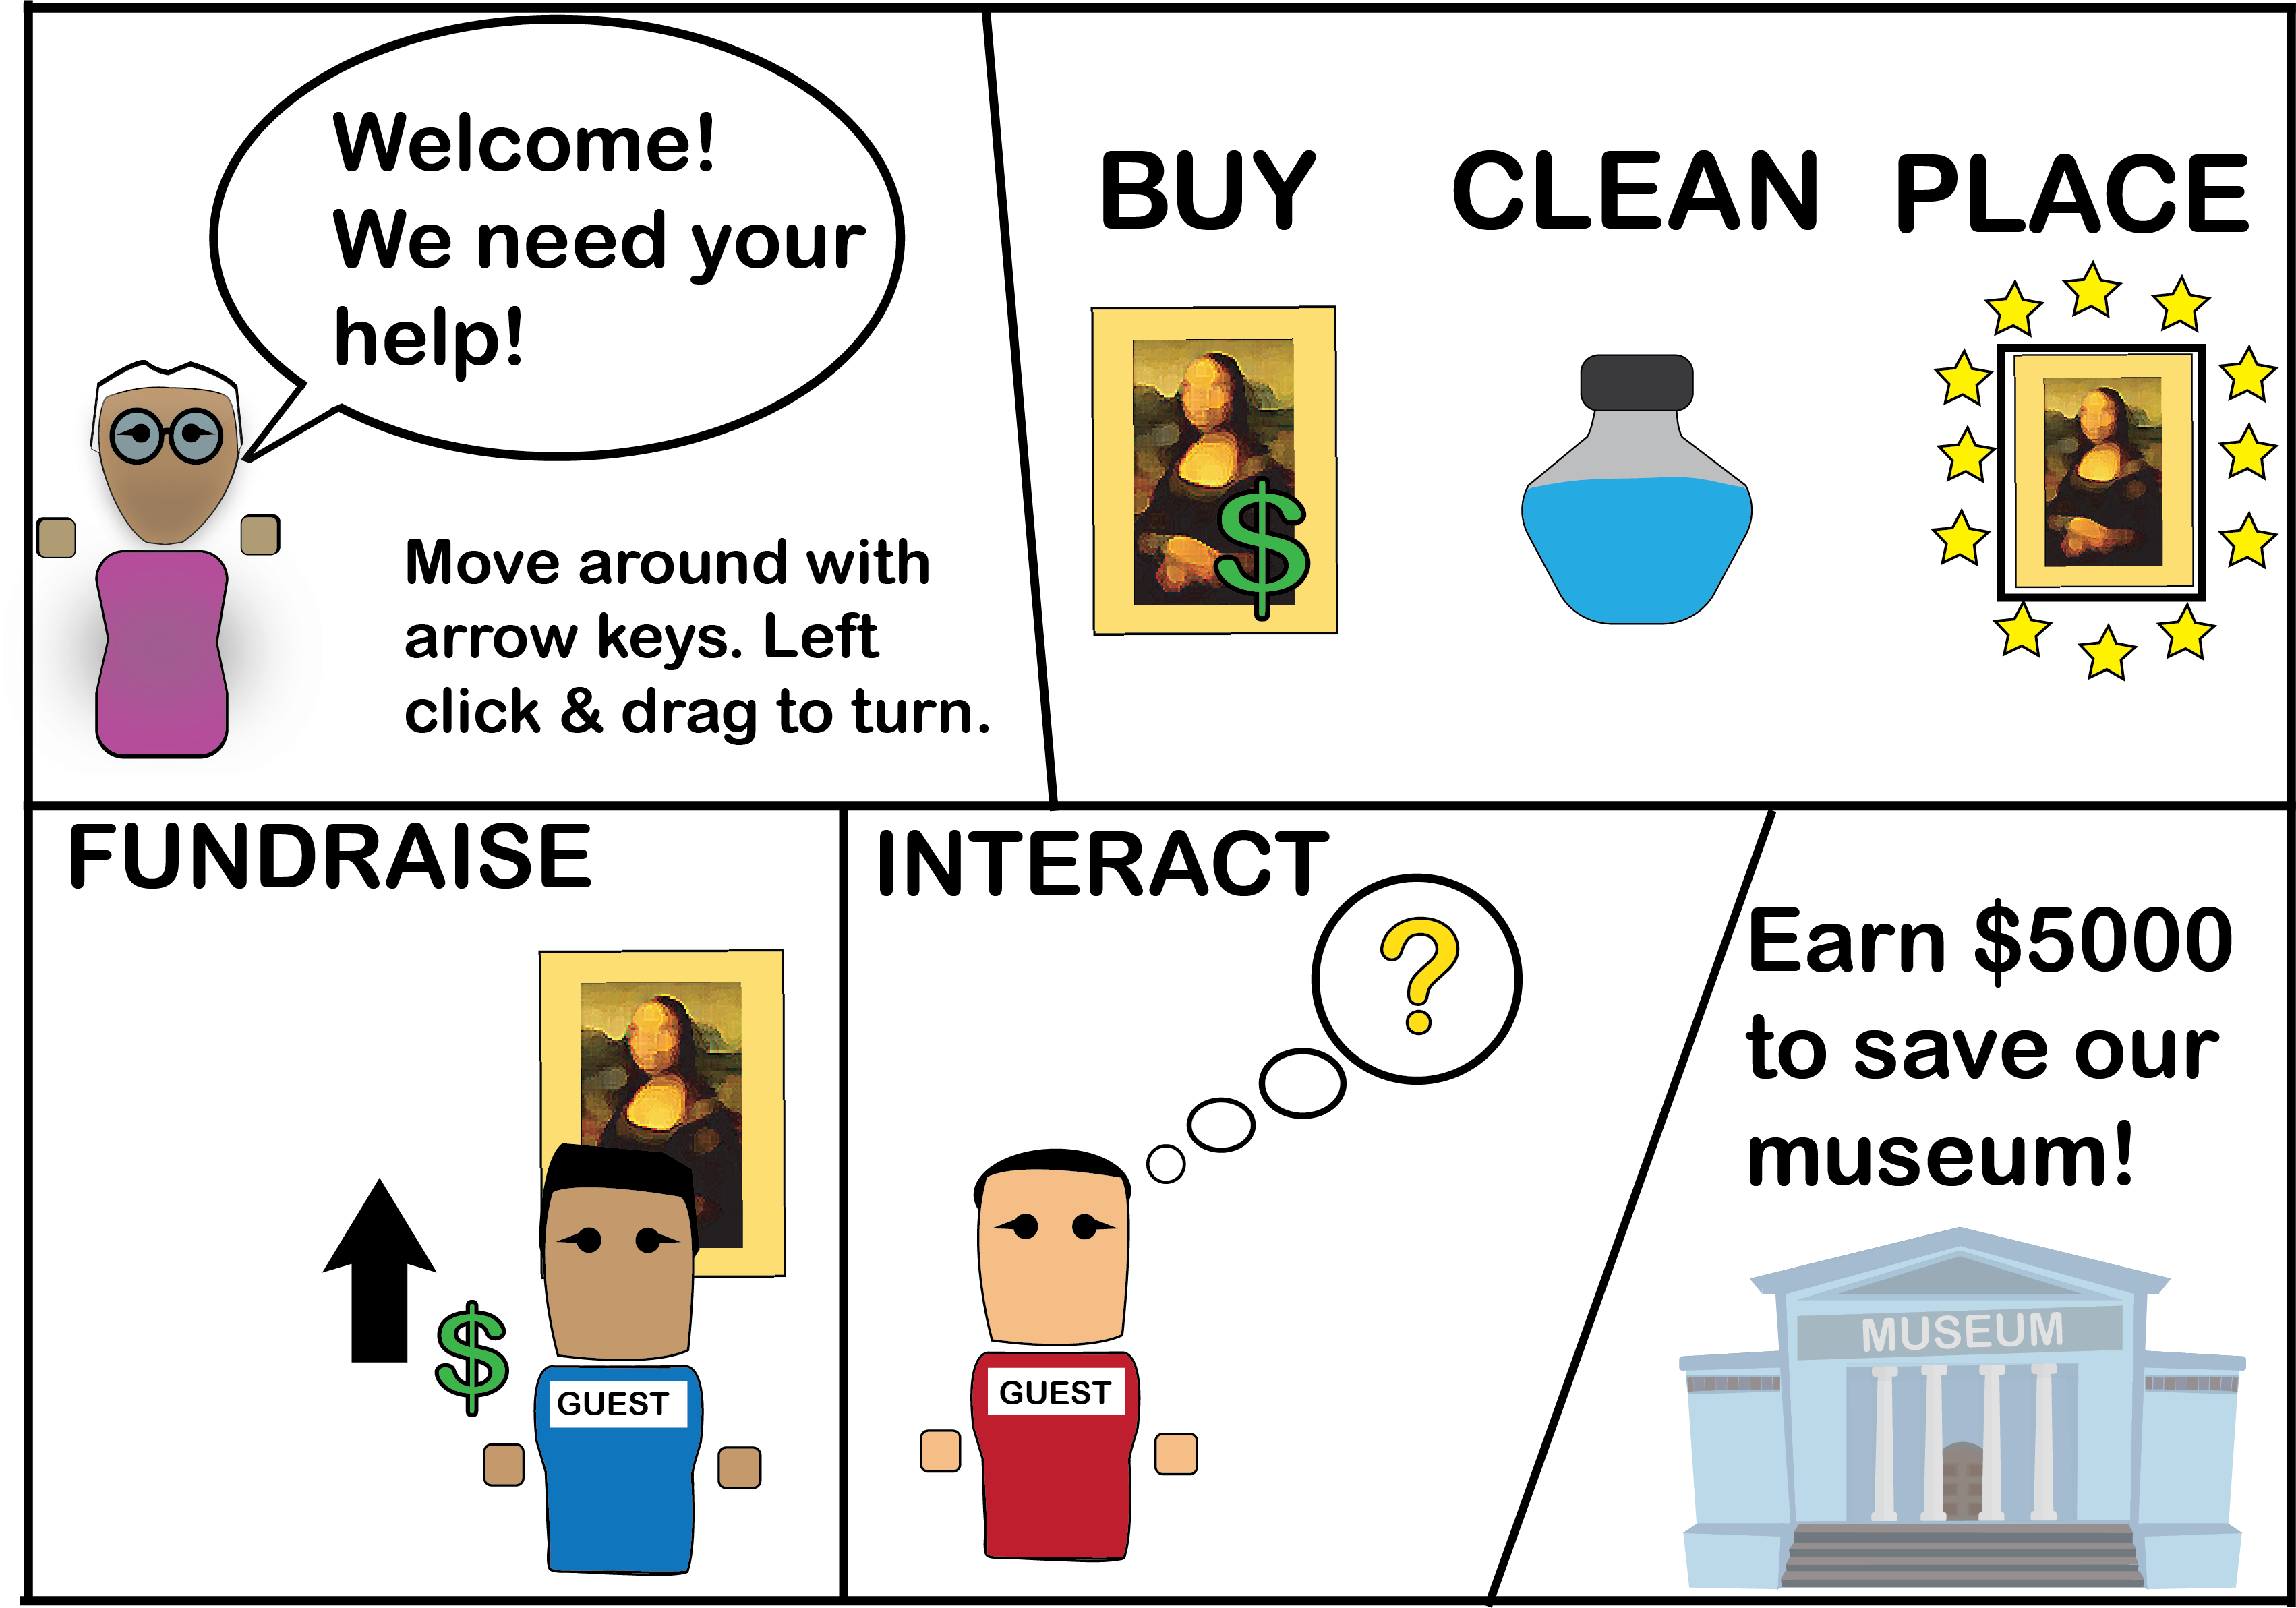 Welcome!
We need your
help!
Move around with
arrow keys. Left
click & drag to turn.
BUY
CLEAN
PLACE
$
FUNDRAISE
$
GUEST
INTERACT
?
GUEST
Earn $5000
to save our
museum!
MUSEUM